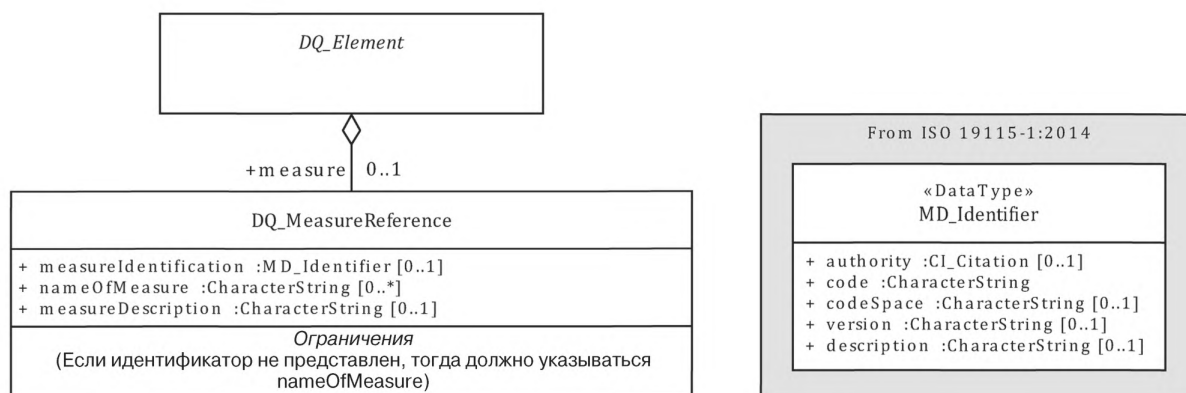 DQ_Element
+measure 0..1
DQ_MeasureReference
+ measureIdentification :MD_Identifier [0..1]
+ nameOfMeasure :CharacterString [0..*]
+ measureDescription :CharacterString [0..1]
Ограничения
(Если идентификатор не представлен, тогда должно указываться
nameOfMeasure)
From ISO 19115-1:2014
«DataType»
MD_Identifier
+ authority :CI_Citation [0..1]
+ code :CharacterString
+ codeSpace :CharacterString [0..1]
+ version :CharacterString [0..1]
+ description :CharacterString [0..1]